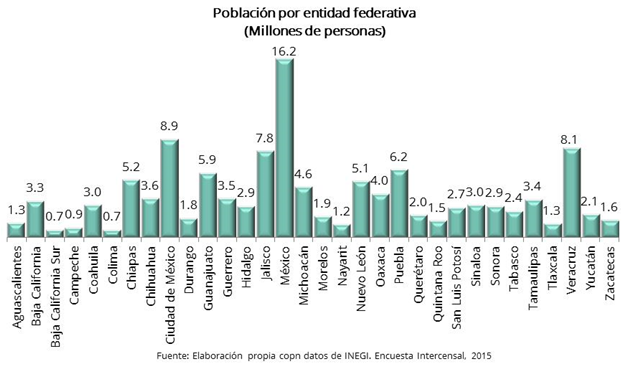 Población por entidad federativa
(Millones de personas)
1.3
3.3
0.7
0.9
3.0
0.7
5.2
3.6
8.9
1.8
5.9
3.5
2.9
7.8
16.2
4.6
1.9
1.2
5.1
4.0
6.2
2.0
1.5
2.7
3.0
2.9
2.4
3.4
1.3
8.1
2.1
1.6
Aguascalientes
Baja California
Baja California Sur
Campeche
Coahuila
Colima
Chiapas
Chihuahua
Ciudad de México
Durango
Guanajuato
Guerrero
Hidalgo
Jalisco
México
Michoacán
Morelos
Nayarit
Nuevo León
Oaxaca
Puebla
Querétaro
Quintana Roo
San Luis Potosí
Sinaloa
Sonora
Tabasco
Tamaulipas
Tlaxcala
Veracruz
Yucatán
Zacatecas
Fuente: Elaboración propia copn datos de INEGI. Encuesta Intercensal, 2015